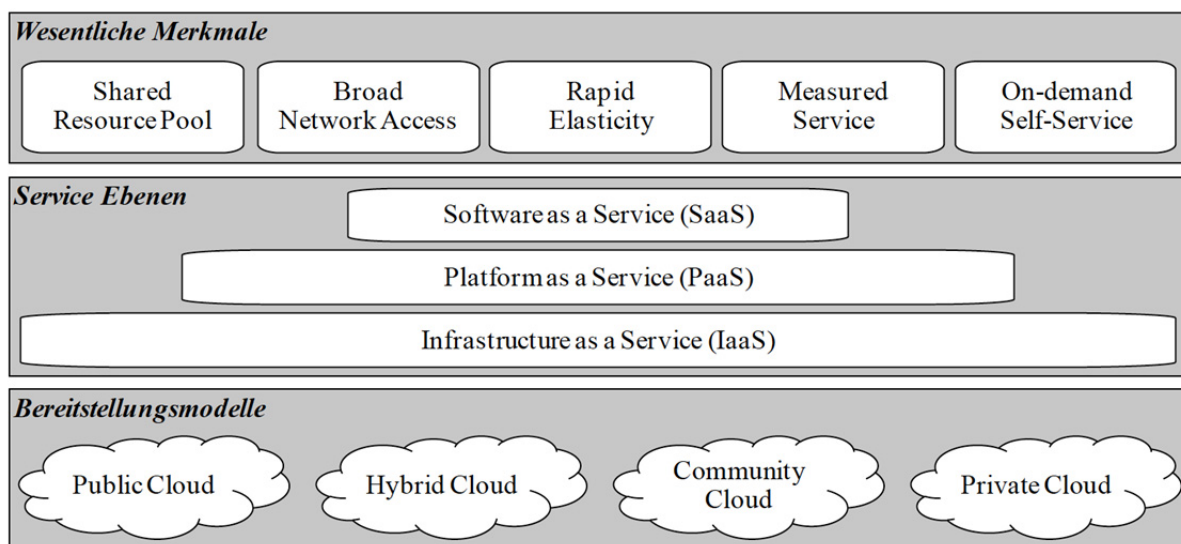 Wesentliche Merkmale
Shared
Resource Pool
Broad
Network Access
Rapid
Elasticity
Measured
Service
On-demand
Self-Service
Service Ebenen
Software as a Service (SaaS)
Platform as a Service (PaaS)
Infrastructure as a Service (IaaS)
Bereitstellungsmodelle
Public Cloud
Hybrid Cloud
Community
Cloud
Private Cloud